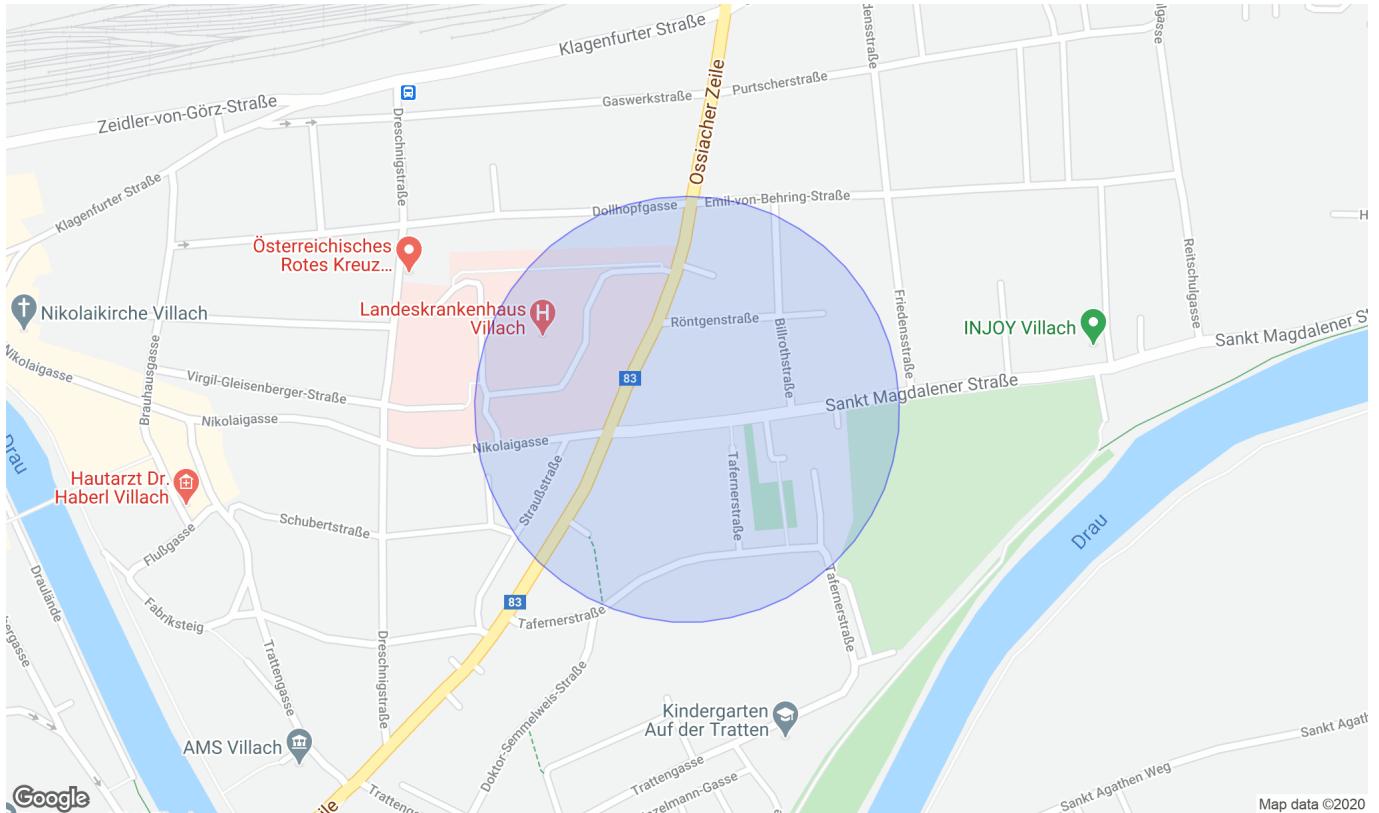 Klagenfurter Straße
Ossiacher Zeile
Zeidler-von-Görz-Straße
Gaswerkstraße
Purtscherstraße
Dreschnigstraße
Klagenfurter Straße
Dollhopfgasse
Emil-von-Behring-Straße
Österreichisches
Rotes Kreuz...
Landeskrankenhaus
Villach
H
Nikolaikirche Villach
Nikolaigasse
Brauhausgasse
Virgil-Gleisenberger-Straße
Nikolaigasse
Nikolaigasse
Röntgenstraße
Billrothstraße
Friedensstraße
Reitschulgasse
INJOY Villach
Sankt Magdalener Straße
Sankt Magdalener
83
Drau
Hautarzt Dr.
Haberl Villach
Schubertstraße
Straußstraße
Tafernerstraße
Flußgasse
Drau
Draulände
Fabriksteig
Trattengasse
Dreschnigstraße
83
Tafernerstraße
Tafernerstraße
Doktor-Semmelweis-Straße
Kindergarten
Auf der Tratten
AMS Villach
Trattengasse
Sankt Agathen Weg
Google
Map data ©2020